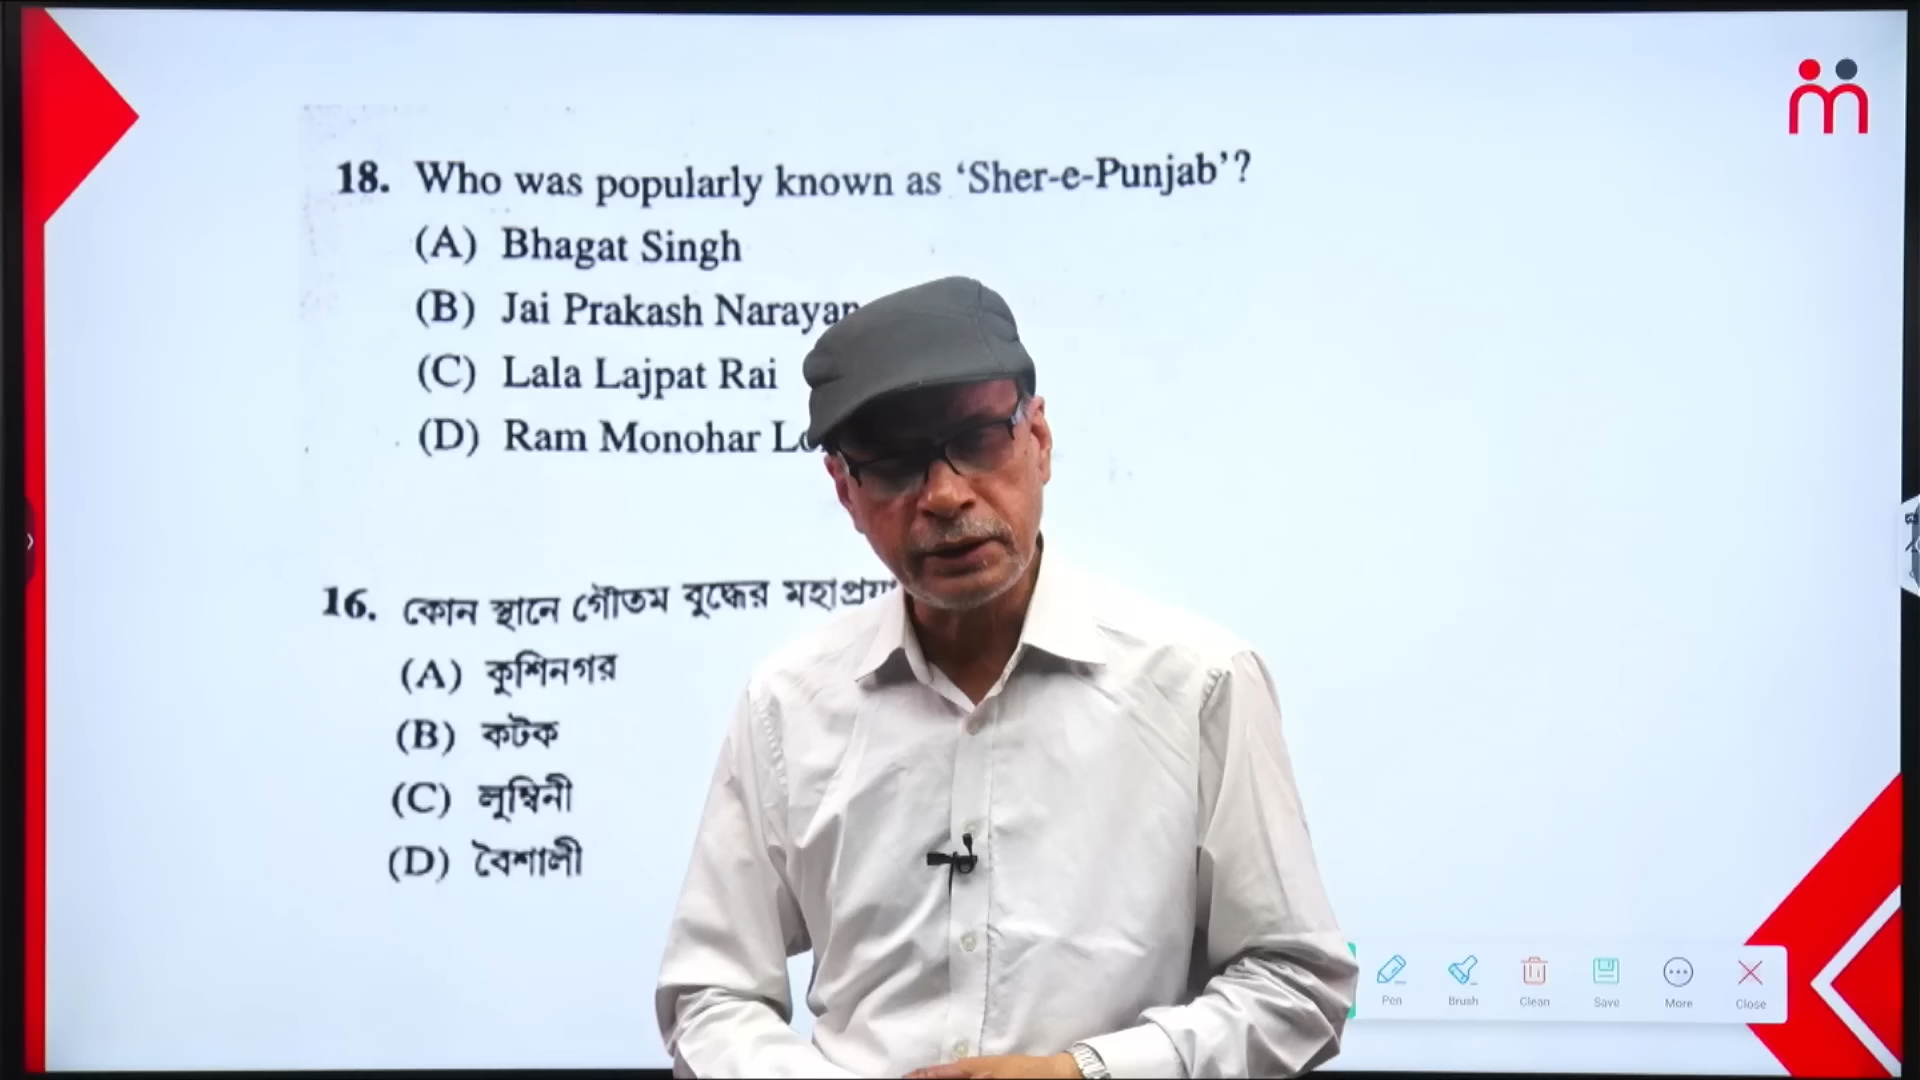 18. Who was popularly known as ‘Sher-e-Punjab’?
(A) Bhagat Singh
(B) Jai Prakash Narayan
(C) Lala Lajpat Rai
(D) Ram Monohar
16. কোন স্থানে গৌতম বুদ্ধের
(A) কুশিনগর
(B) কটক
(C) লুম্বিনী
(D) বৈশালী
Pen Brush Clean Save More Close